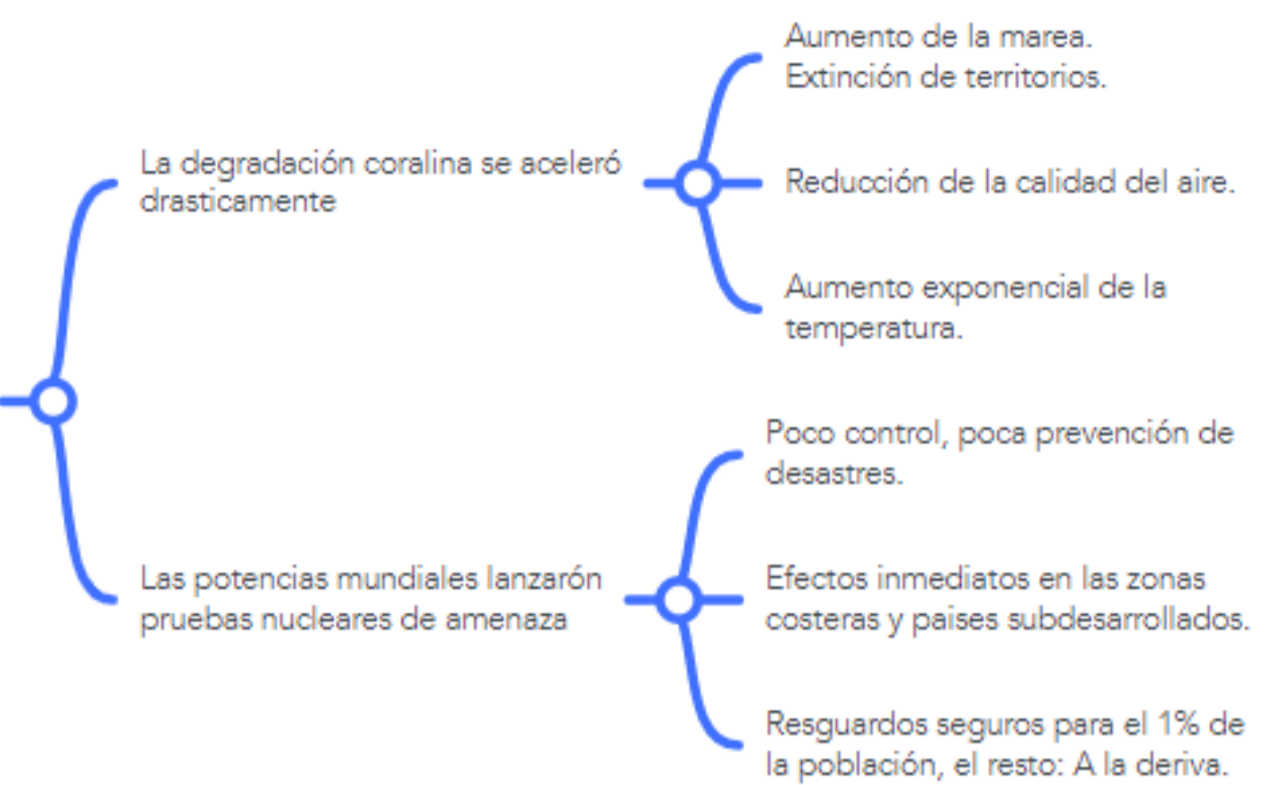 La degradación coralina se aceleró
drasticamente
Aumento de la marea.
Extinción de territorios.
Reducción de la calidad del aire.
Aumento exponencial de la
temperatura.
Las potencias mundiales lanzarón
pruebas nucleares de amenaza
Poco control, poca prevención de
desastres.
Efectos inmediatos en las zonas
costeras y paises subdesarrollados.
Resguardos seguros para el 1% de
la población, el resto: A la deriva.